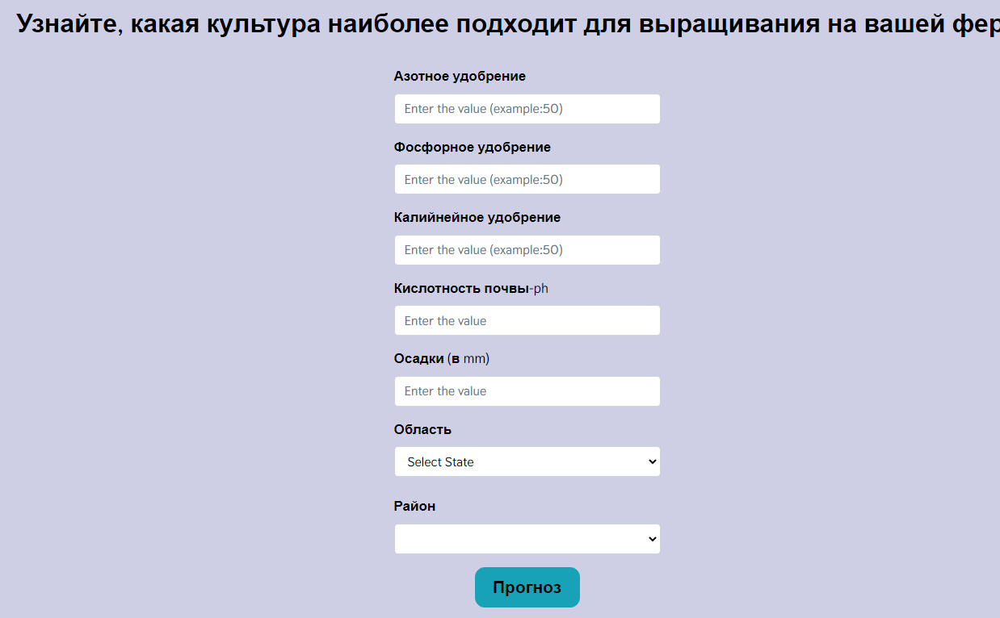 Узнайте, какая культура наиболее подходит для выращивания на вашей фер
Азотное удобрение
Enter the value (example:50)
Фосфорное удобрение
Enter the value (example:50)
Калийнейное удобрение
Enter the value (example:50)
Кислотность почвы-ph
Enter the value
Осадки (в mm)
Enter the value
Область
Select State
Район
Прогноз